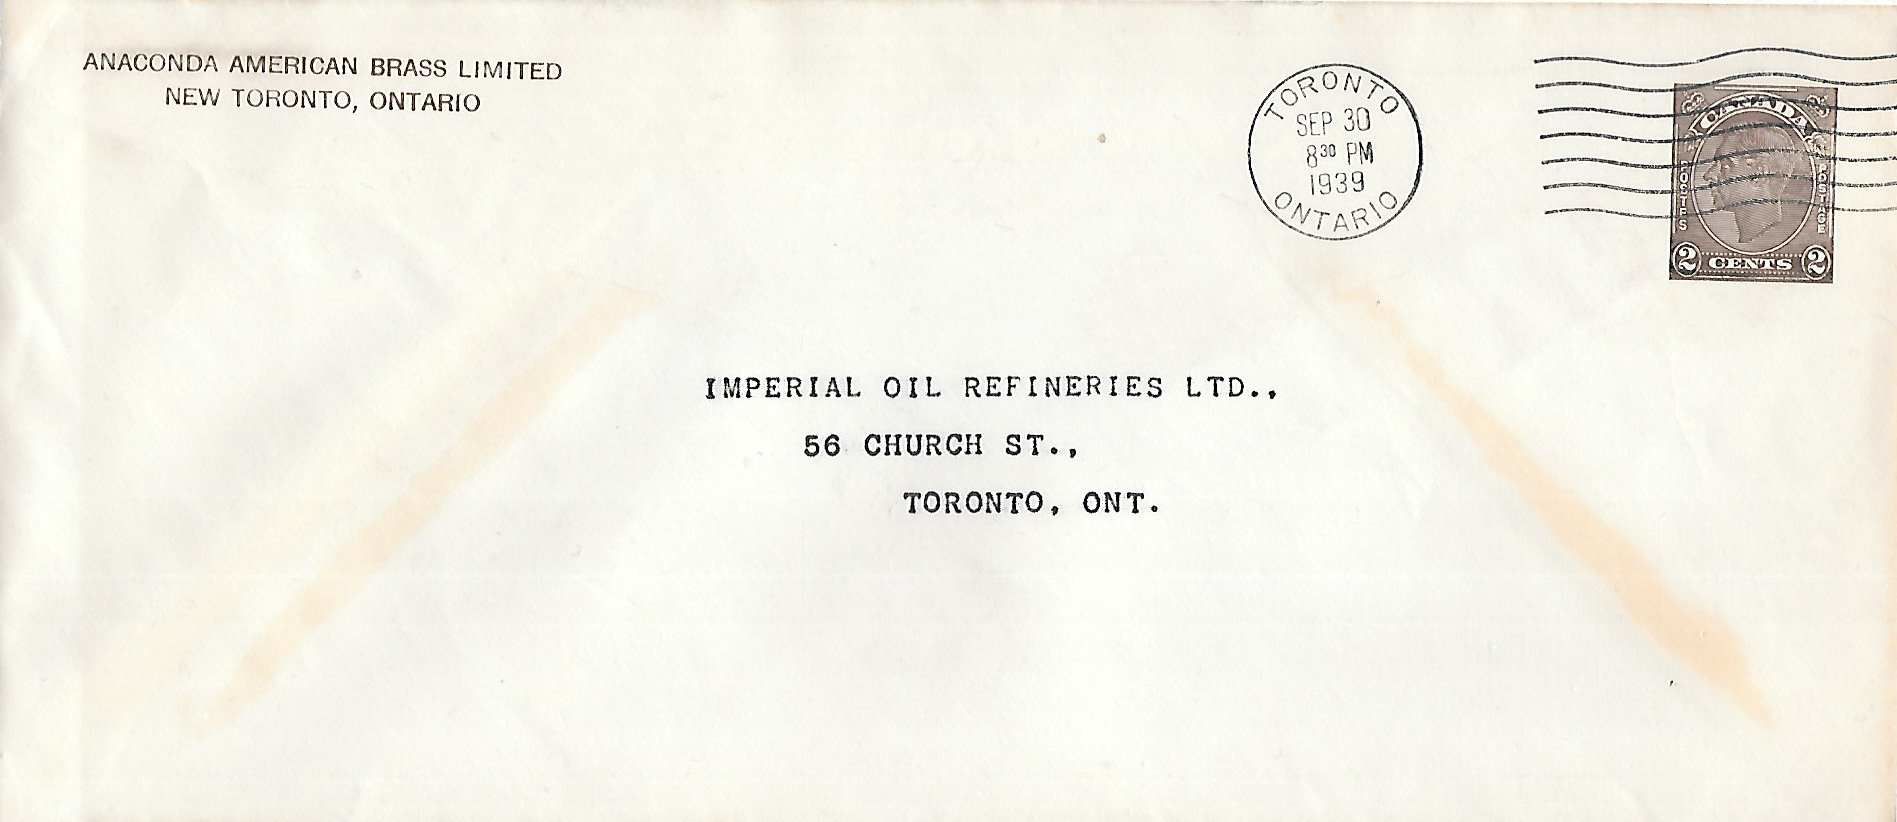 ANACONDA AMERICAN BRASS LIMITED
NEW TORONTO, ONTARIO
TORONTO
SEP 30
8 30 PM
1939
ONTARIO
CANADA
POSTES
POSTAGE
2 CENTS 2
IMPERIAL OIL REFINERIES LTD.,
56 CHURCH ST.,
TORONTO, ONT.